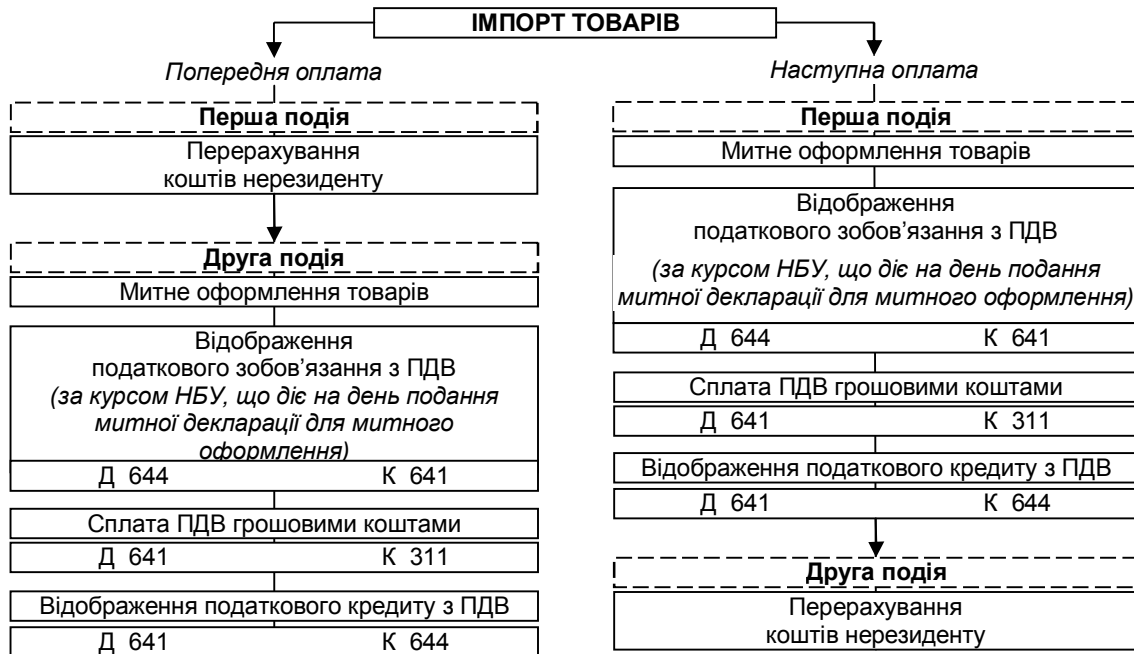 ІМПОРТ ТОВАРІВ
Попередня оплата
Перша подія
Перерахування
коштів нерезиденту
Друга подія
Митне оформлення товарів
Відображення
податкового зобов’язання з ПДВ
(за курсом НБУ, що діє на день подання
митної декларації для митного
оформлення)
Д 644 К 641
Сплата ПДВ грошовими коштами
Д 641 К 311
Відображення податкового кредиту з ПДВ
Д 641 К 644
Наступна оплата
Перша подія
Митне оформлення товарів
Відображення
податкового зобов’язання з ПДВ
(за курсом НБУ, що діє на день подання
митної декларації для митного оформлення)
Д 644 К 641
Сплата ПДВ грошовими коштами
Д 641 К 311
Відображення податкового кредиту з ПДВ
Д 641 К 644
Друга подія
Перерахування
коштів нерезиденту